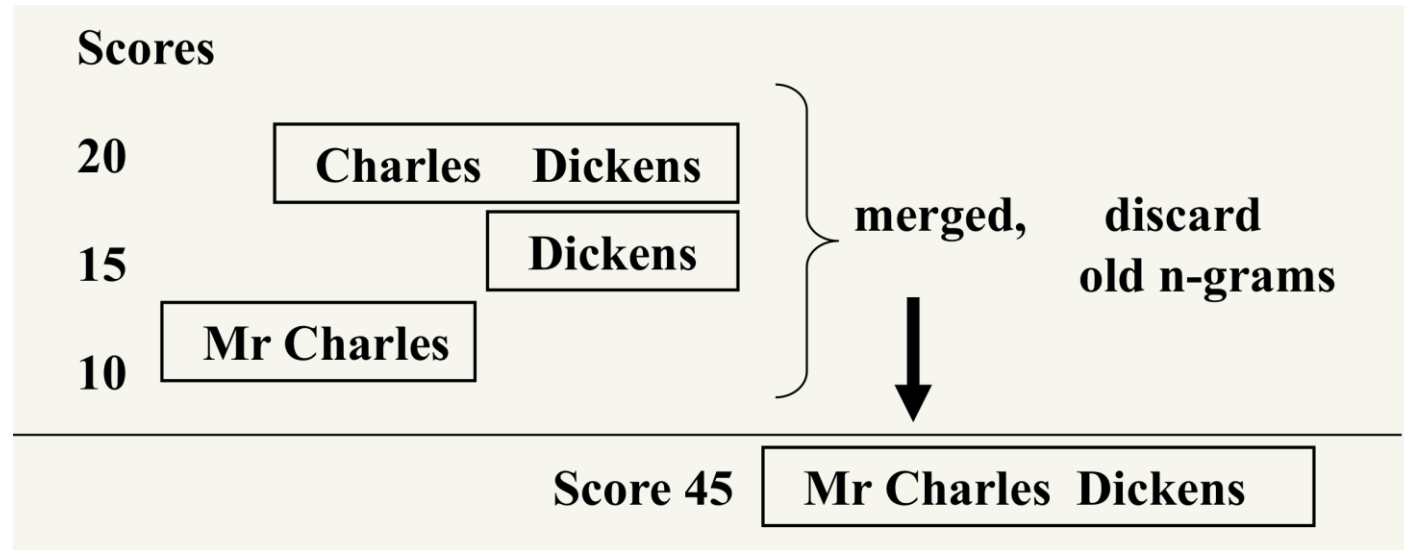 Scores
20 Charles Dickens
15 Dickens
10 Mr Charles
merged, discard
old n-grams
Score 45 Mr Charles Dickens